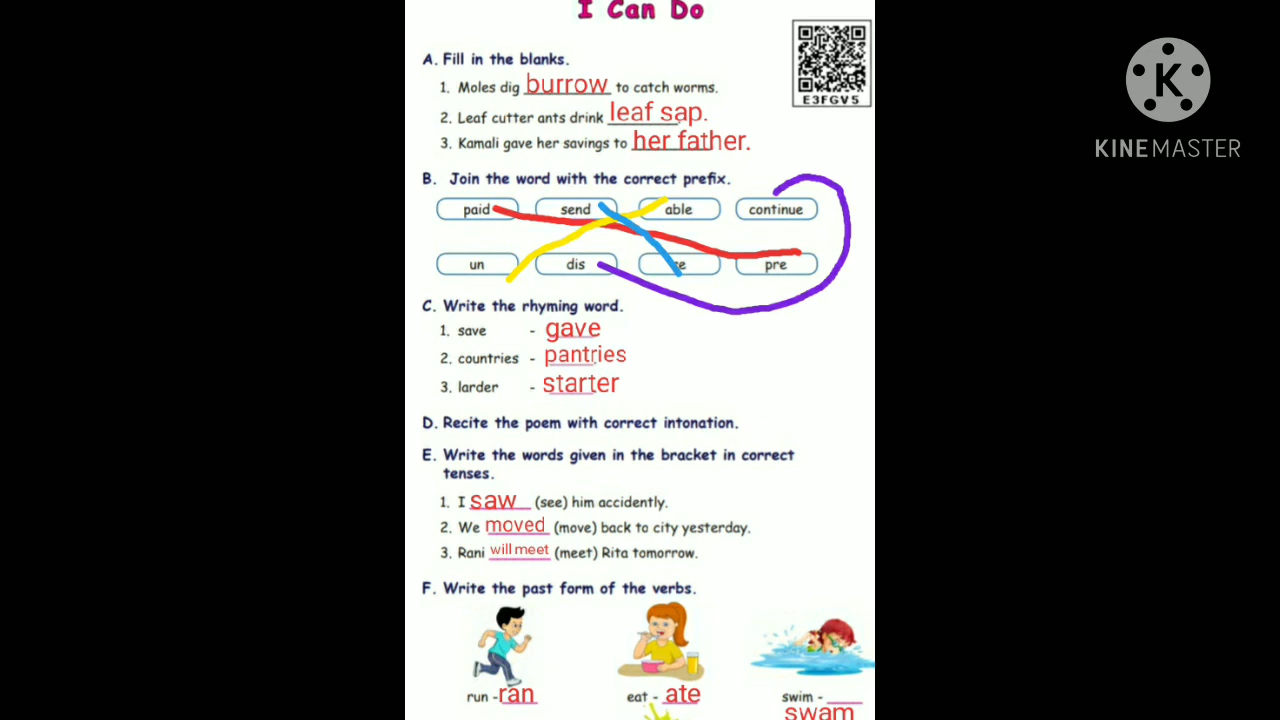 I Can Do
A. Fill in the blanks.
E3FGV5
1. Moles dig burrow to catch worms.
2. Leaf cutter ants drink leaf sap.
3. Kamali gave her savings to her father.
B. Join the word with the correct prefix.
paid send able continue
un dis pre
C. Write the rhyming word.
1. save - gave
2. countries - pantries
3. larder - starter
D. Recite the poem with correct intonation.
E. Write the words given in the bracket in correct
tenses.
1. I saw (see) him accidently.
2. We moved (move) back to city yesterday.
3. Rani will meet (meet) Rita tomorrow.
F. Write the past form of the verbs.
run - ran eat - ate swim -
swam
K
KINEMASTER